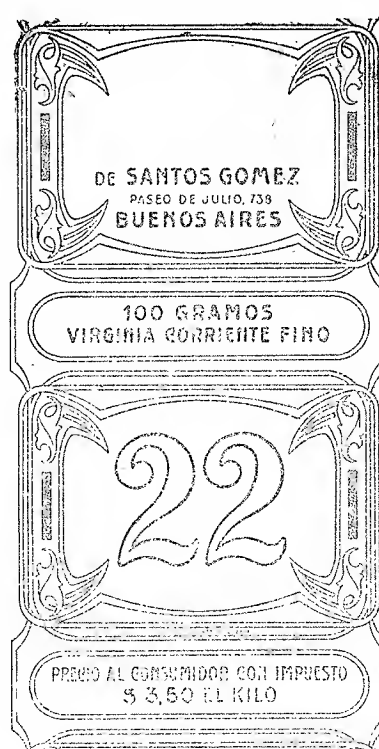 DE SANTOS GOMEZ
PASEO DE JULIO, 738
BUENOS AIRES
100 GRAMOS
VIRGINIA CORRIENTE FINO
22
PRECIO AL CONSUMIDOR CON IMPUESTO
$ 3,50 EL KILO